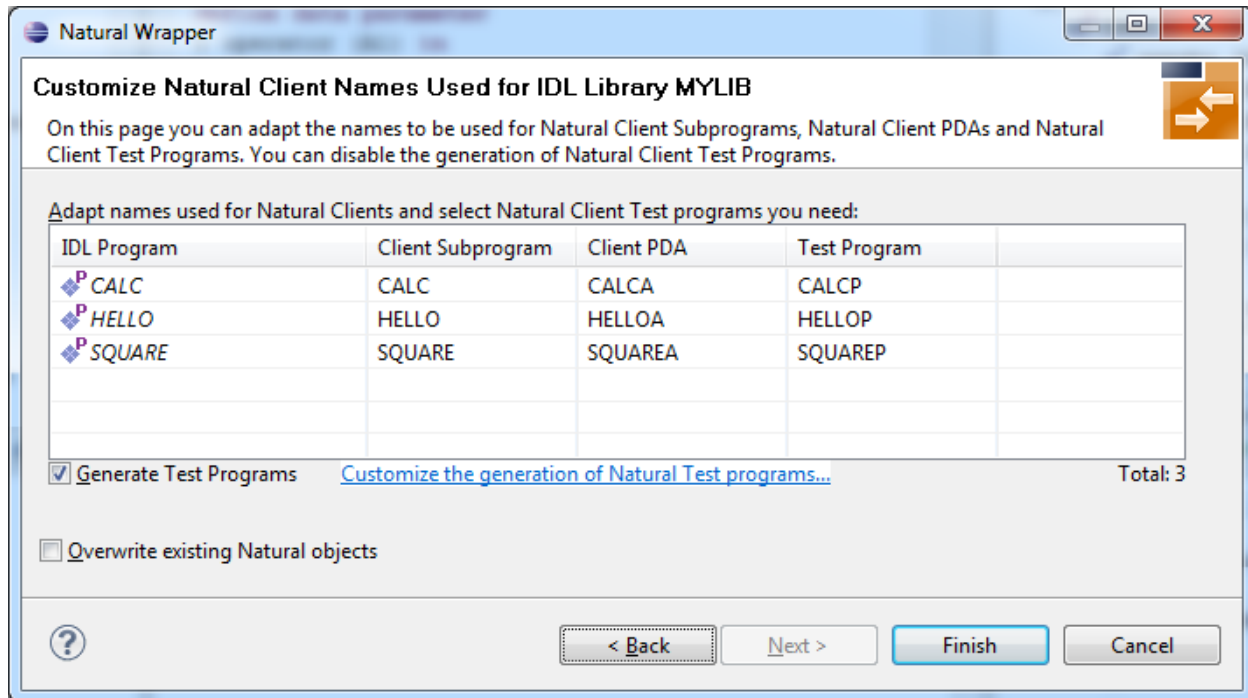 Natural Wrapper
Customize Natural Client Names Used for IDL Library MYLIB
On this page you can adapt the names to be used for Natural Client Subprograms, Natural Client PDAs and Natural
Client Test Programs. You can disable the generation of Natural Client Test Programs.
Adapt names used for Natural Clients and select Natural Client Test programs you need:
IDL Program Client Subprogram Client PDA Test Program
P CALC CALC CALCA CALCP
P HELLO HELLO HELLOA HELLOP
P SQUARE SQUARE SQUAREA SQUAREP
Generate Test Programs Customize the generation of Natural Test programs... Total: 3
Overwrite existing Natural objects
? < Back Next > Finish Cancel